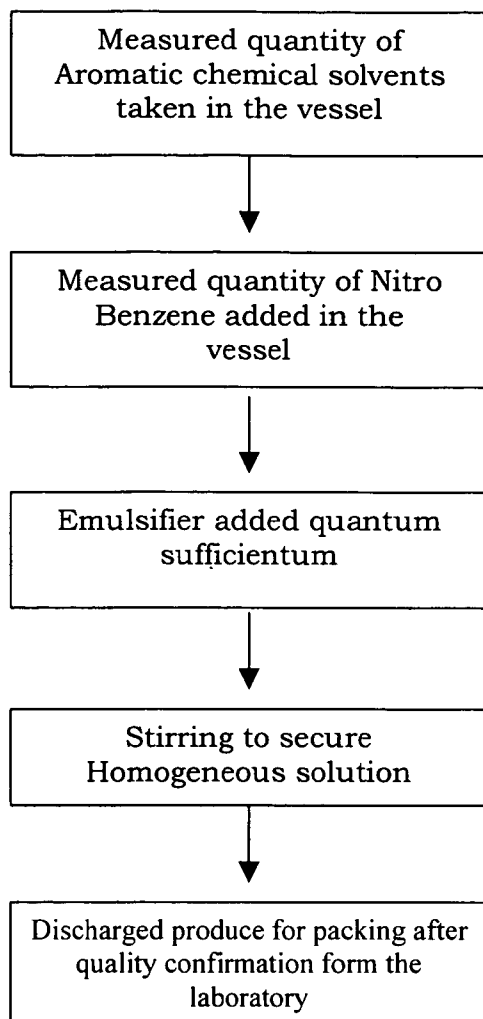 Measured quantity of
Aromatic chemical solvents
taken in the vessel
Measured quantity of Nitro
Benzene added in the
vessel
Emulsifier added quantum
sufficientum
Stirring to secure
Homogeneous solution
Discharged produce for packing after
quality confirmation form the
laboratory